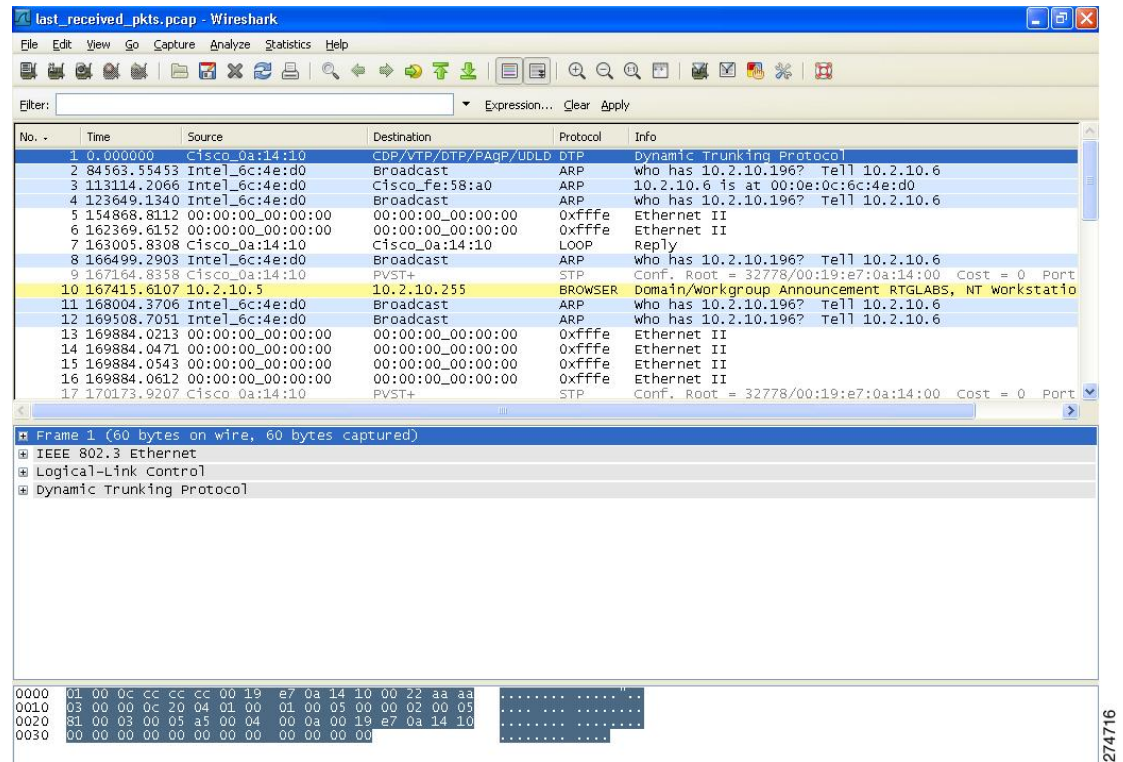 last_received_pkts.pcap - Wireshark
File Edit View Go Capture Analyze Statistics Help
Filter: Expression... Clear Apply
No. - Time Source Destination Protocol Info
1 0.000000 Cisco_0a:14:10 CDP/VTP/DTP/PAgP/UDLD DTP Dynamic Trunking Protocol
2 84563.55453 Intel_6c:4e:d0 Broadcast ARP Who has 10.2.10.196? Tell 10.2.10.6
3 113114.2066 Intel_6c:4e:d0 Cisco_fe:58:a0 ARP 10.2.10.6 is at 00:0e:0c:6c:4e:d0
4 123649.1340 Intel_6c:4e:d0 Broadcast ARP Who has 10.2.10.196? Tell 10.2.10.6
5 154868.8112 00:00:00_00:00:00 00:00:00_00:00:00 0xfffe Ethernet II
6 162369.6152 00:00:00_00:00:00 00:00:00_00:00:00 0xfffe Ethernet II
7 163005.8308 Cisco_0a:14:10 Cisco_0a:14:10 LOOP Reply
8 166499.2903 Intel_6c:4e:d0 Broadcast ARP Who has 10.2.10.196? Tell 10.2.10.6
9 167164.8358 Cisco_0a:14:10 PVST+ STP Conf. Root = 32778/00:19:e7:0a:14:00 Cost = 0 Port
10 167415.6107 10.2.10.5 10.2.10.255 BROWSER Domain/Workgroup Announcement RTGLABS, NT Workstatio
11 168004.3706 Intel_6c:4e:d0 Broadcast ARP Who has 10.2.10.196? Tell 10.2.10.6
12 169508.7051 Intel_6c:4e:d0 Broadcast ARP Who has 10.2.10.196? Tell 10.2.10.6
13 169884.0213 00:00:00_00:00:00 00:00:00_00:00:00 0xfffe Ethernet II
14 169884.0471 00:00:00_00:00:00 00:00:00_00:00:00 0xfffe Ethernet II
15 169884.0543 00:00:00_00:00:00 00:00:00_00:00:00 0xfffe Ethernet II
16 169884.0612 00:00:00_00:00:00 00:00:00_00:00:00 0xfffe Ethernet II
17 170173.9207 Cisco_0a:14:10 PVST+ STP Conf. Root = 32778/00:19:e7:0a:14:00 Cost = 0 Port
Frame 1 (60 bytes on wire, 60 bytes captured)
IEEE 802.3 Ethernet
Logical-Link Control
Dynamic Trunking Protocol
0000 01 00 0c cc cc cc 00 19 e7 0a 14 10 00 22 aa aa ........ .....".. 
0010 03 00 00 0c 20 04 01 00 01 00 05 00 00 02 00 05 .... ... ........
0020 81 00 03 00 05 a5 00 04 00 0a 00 19 e7 0a 14 10 ........ ........
0030 00 00 00 00 00 00 00 00 00 00 00 00 ........ ....
274716